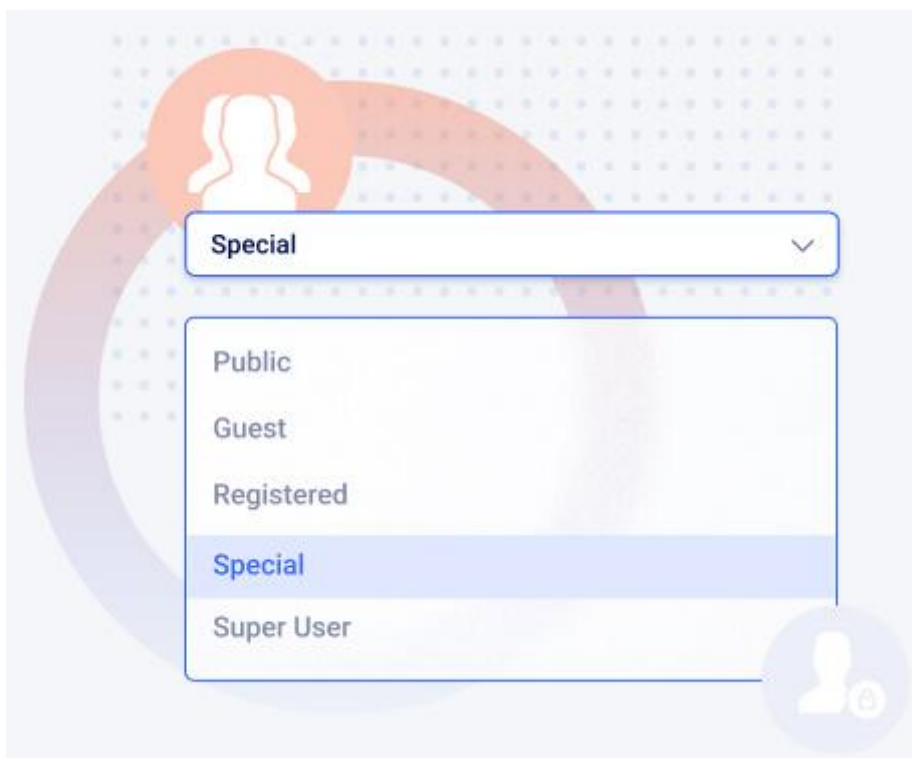 Special
Public
Guest
Registered
Special
Super User